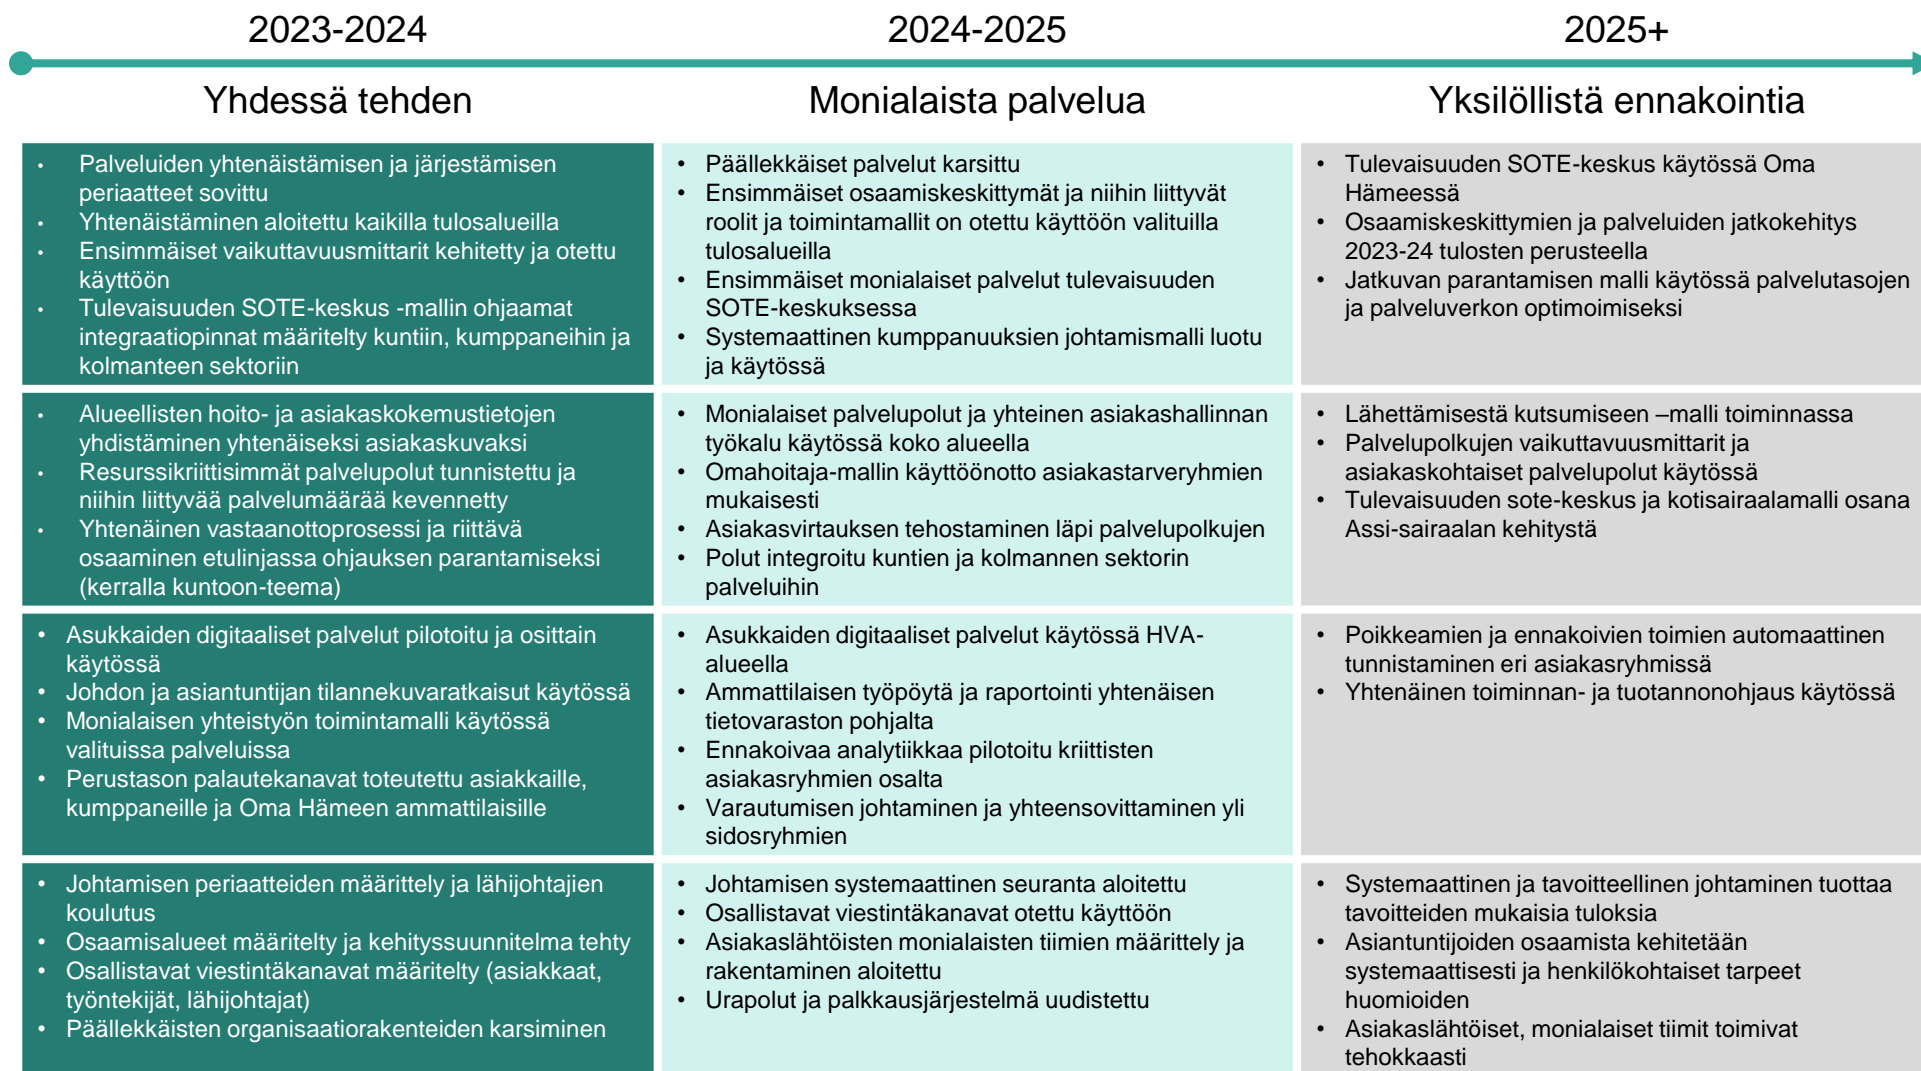 2023-2024
2024-2025
2025+
Yhdessä tehden
Monialaista palvelua
Yksilöllistä ennakointia
• Palveluiden yhtenäistämisen ja järjestämisen
periaatteet sovittu
• Yhtenäistäminen aloitettu kaikilla tulosalueilla
• Ensimmäiset vaikuttavuusmittarit kehitetty ja otettu
käyttöön
• Tulevaisuuden SOTE-keskus -mallin ohjaamat
integraatiopinnat määritelty kuntiin, kumppaneihin ja
kolmanteen sektoriin
• Päällekkäiset palvelut karsittu
• Ensimmäiset osaamiskeskittymät ja niihin liittyvät
roolit ja toimintamallit on otettu käyttöön valituilla
tulosalueilla
• Ensimmäiset monialaiset palvelut tulevaisuuden
SOTE-keskuksessa
• Systemaattinen kumppanuuksien johtamismalli luotu
ja käytössä
• Tulevaisuuden SOTE-keskus käytössä Oma
Hämeessä
• Osaamiskeskittymien ja palveluiden jatkokehitys
2023-24 tulosten perusteella
• Jatkuvan parantamisen malli käytössä palvelutasojen
ja palveluverkon optimoimiseksi
• Alueellisten hoito- ja asiakaskokemustietojen
yhdistäminen yhtenäiseksi asiakaskuvaksi
• Resurssikriittisimmät palvelupolut tunnistettu ja
niihin liittyvää palvelumäärää kevennetty
• Yhtenäinen vastaanottoprosessi ja riittävä
osaaminen etulinjassa ohjauksen parantamiseksi
(kerralla kuntoon-teema)
• Monialaiset palvelupolut ja yhteinen asiakashallinnan
työkalu käytössä koko alueella
• Omahoitaja-mallin käyttöönotto asiakastarveryhmien
mukaisesti
• Asiakasvirtauksen tehostaminen läpi palvelupolkujen
• Polut integroitu kuntien ja kolmannen sektorin
palveluihin
• Lähettämisestä kutsumiseen –malli toiminnassa
• Palvelupolkujen vaikuttavuusmittarit ja
asiakaskohtaiset palvelupolut käytössä
• Tulevaisuuden sote-keskus ja kotisairaalamalli osana
Assi-sairaalan kehitystä
• Asukkaiden digitaaliset palvelut pilotoitu ja osittain
käytössä
• Johdon ja asiantuntijan tilannekuvaratkaisut käytössä
• Monialaisen yhteistyön toimintamalli käytössä
valituissa palveluissa
• Perustason palautekanavat toteutettu asiakkaille,
kumppaneille ja Oma Hämeen ammattilaisille
• Asukkaiden digitaaliset palvelut käytössä HVA-
alueella
• Ammattilaisen työpöytä ja raportointi yhtenäisen
tietovaraston pohjalta
• Ennakoivaa analytiikkaa pilotoitu kriittisten
asiakasryhmien osalta
• Varautumisen johtaminen ja yhteensovittaminen yli
sidosryhmien
• Poikkeamien ja ennakoivien toimien automaattinen
tunnistaminen eri asiakasryhmissä
• Yhtenäinen toiminnan- ja tuotannonohjaus käytössä
• Johtamisen periaatteiden määrittely ja lähijohtajien
koulutus
• Osaamisalueet määritelty ja kehityssuunnitelma tehty
• Osallistavat viestintäkanavat määritelty (asiakkaat,
työntekijät, lähijohtajat)
• Päällekkäisten organisaatiorakenteiden karsiminen
• Johtamisen systemaattinen seuranta aloitettu
• Osallistavat viestintäkanavat otettu käyttöön
• Asiakaslähtöisten monialaisten tiimien määrittely ja
rakentaminen aloitettu
• Urapolut ja palkkausjärjestelmä uudistettu
• Systemaattinen ja tavoitteellinen johtaminen tuottaa
tavoitteiden mukaisia tuloksia
• Asiantuntijoiden osaamista kehitetään
systemaattisesti ja henkilökohtaiset tarpeet
huomioiden
• Asiakaslähtöiset, monialaiset tiimit toimivat
tehokkaasti